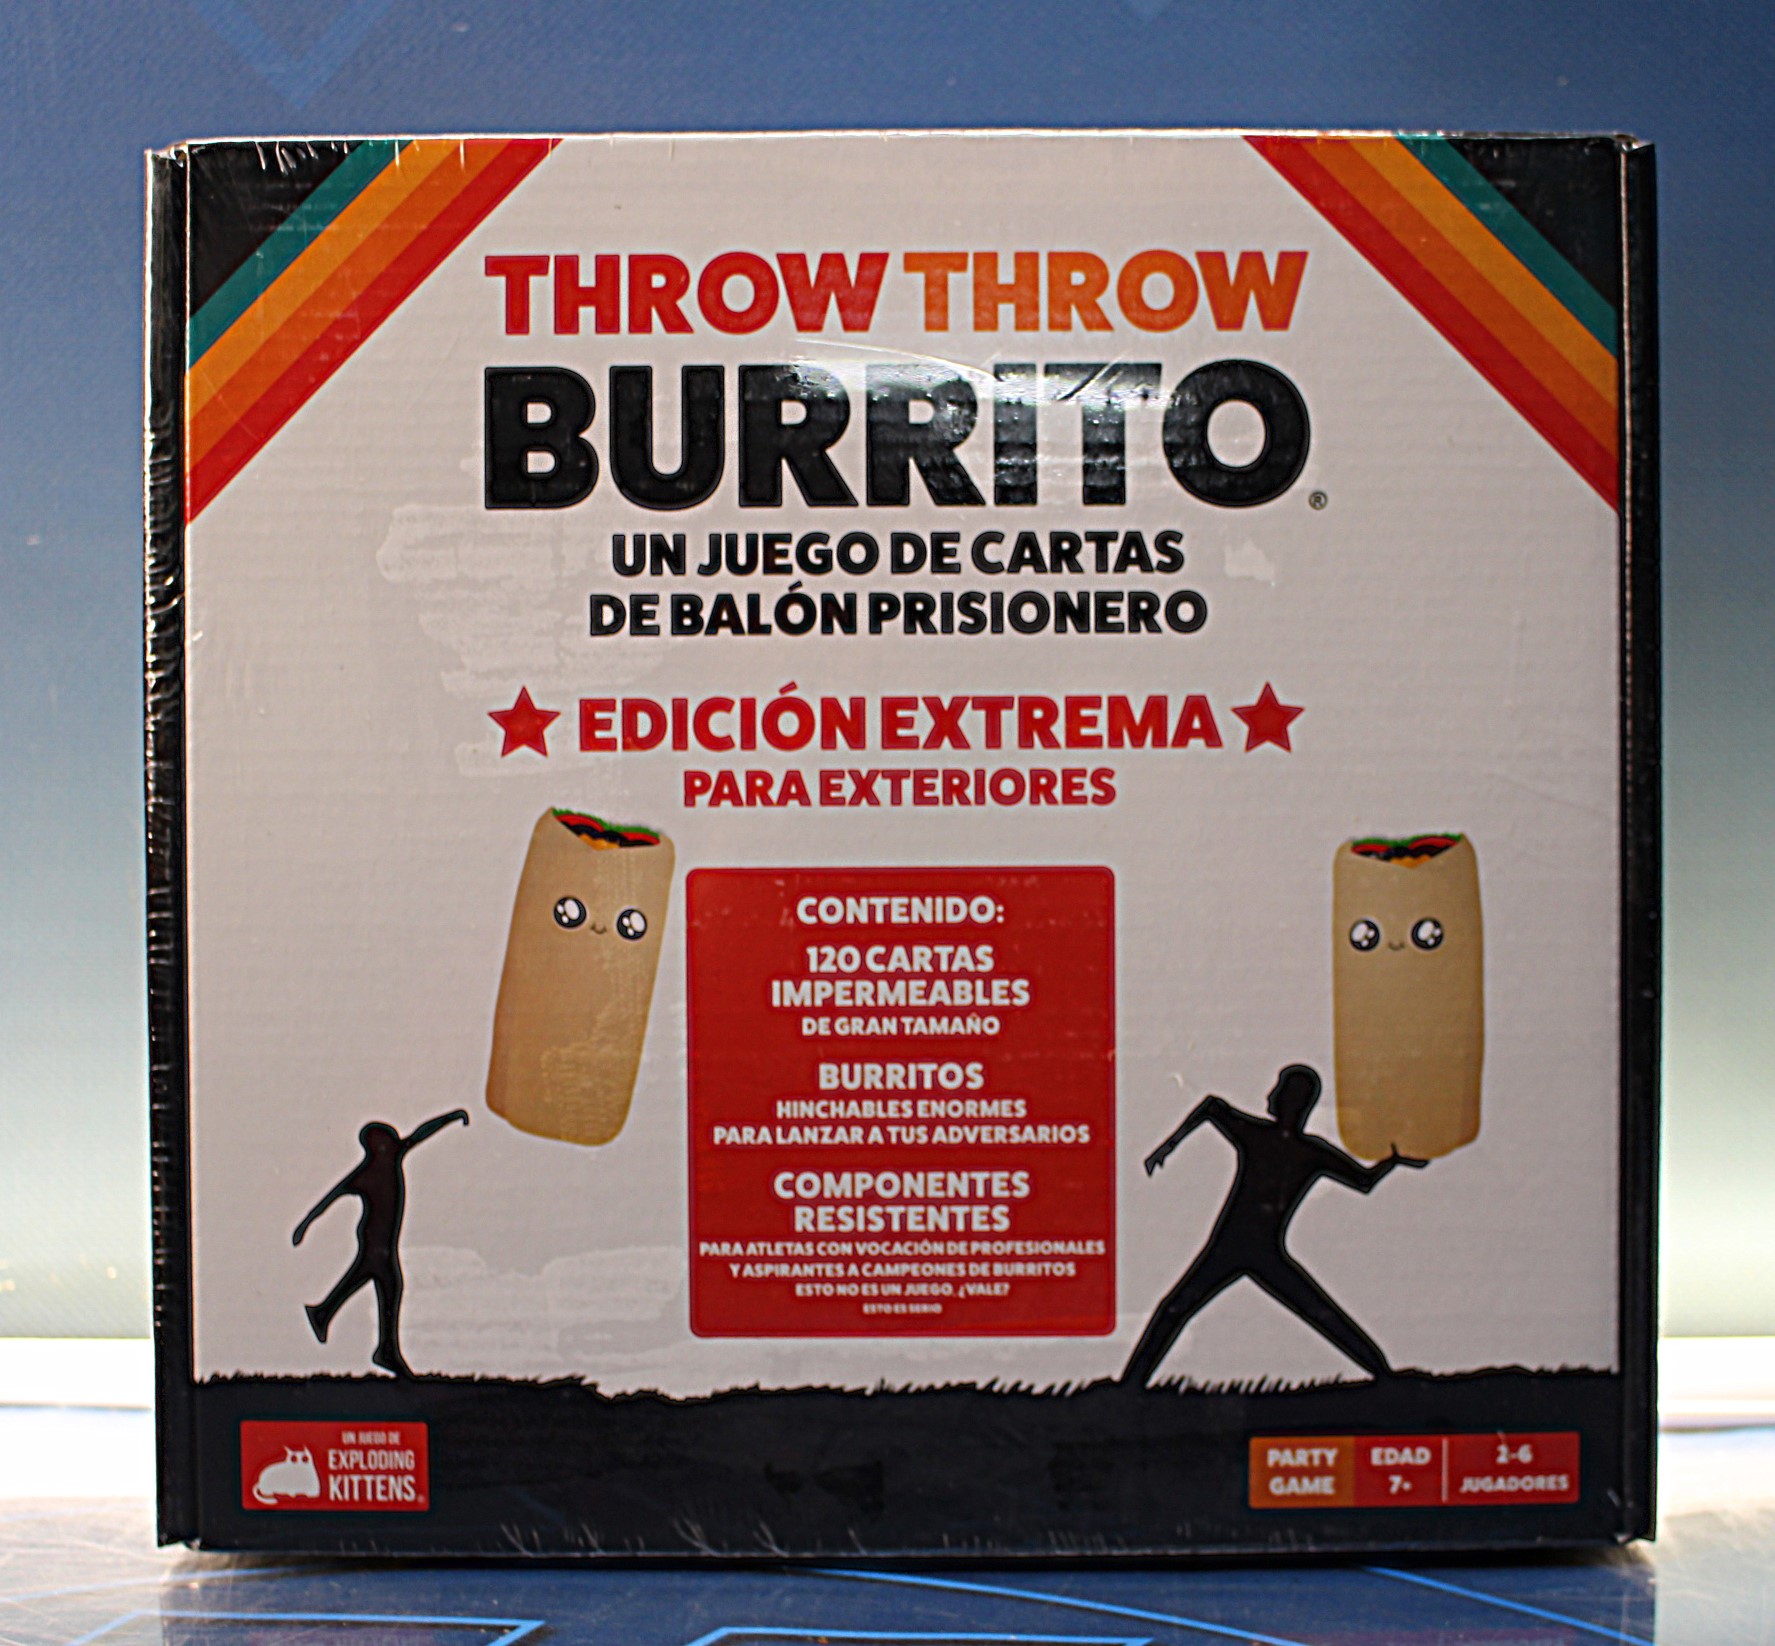 THROW THROW
BURRITO®
UN JUEGO DE CARTAS
DE BALÓN PRISIONERO
EDICIÓN EXTREMA
PARA EXTERIORES
CONTENIDO:
120 CARTAS
IMPERMEABLES
DE GRAN TAMAÑO
BURRITOS
HINCHABLES ENORMES
PARA LANZAR A TUS ADVERSARIOS
COMPONENTES
RESISTENTES
PARA ATLETAS CON VOCACIÓN DE PROFESIONALES
Y ASPIRANTES A CAMPEONES DE BURRITOS
ESTO NO ES UN JUEGO, ¿VALE?
ESTO ES SERIO
UN JUEGO DE
EXPLODING
KITTENS®
PARTY
GAME
EDAD
7+
2-6
JUGADORES